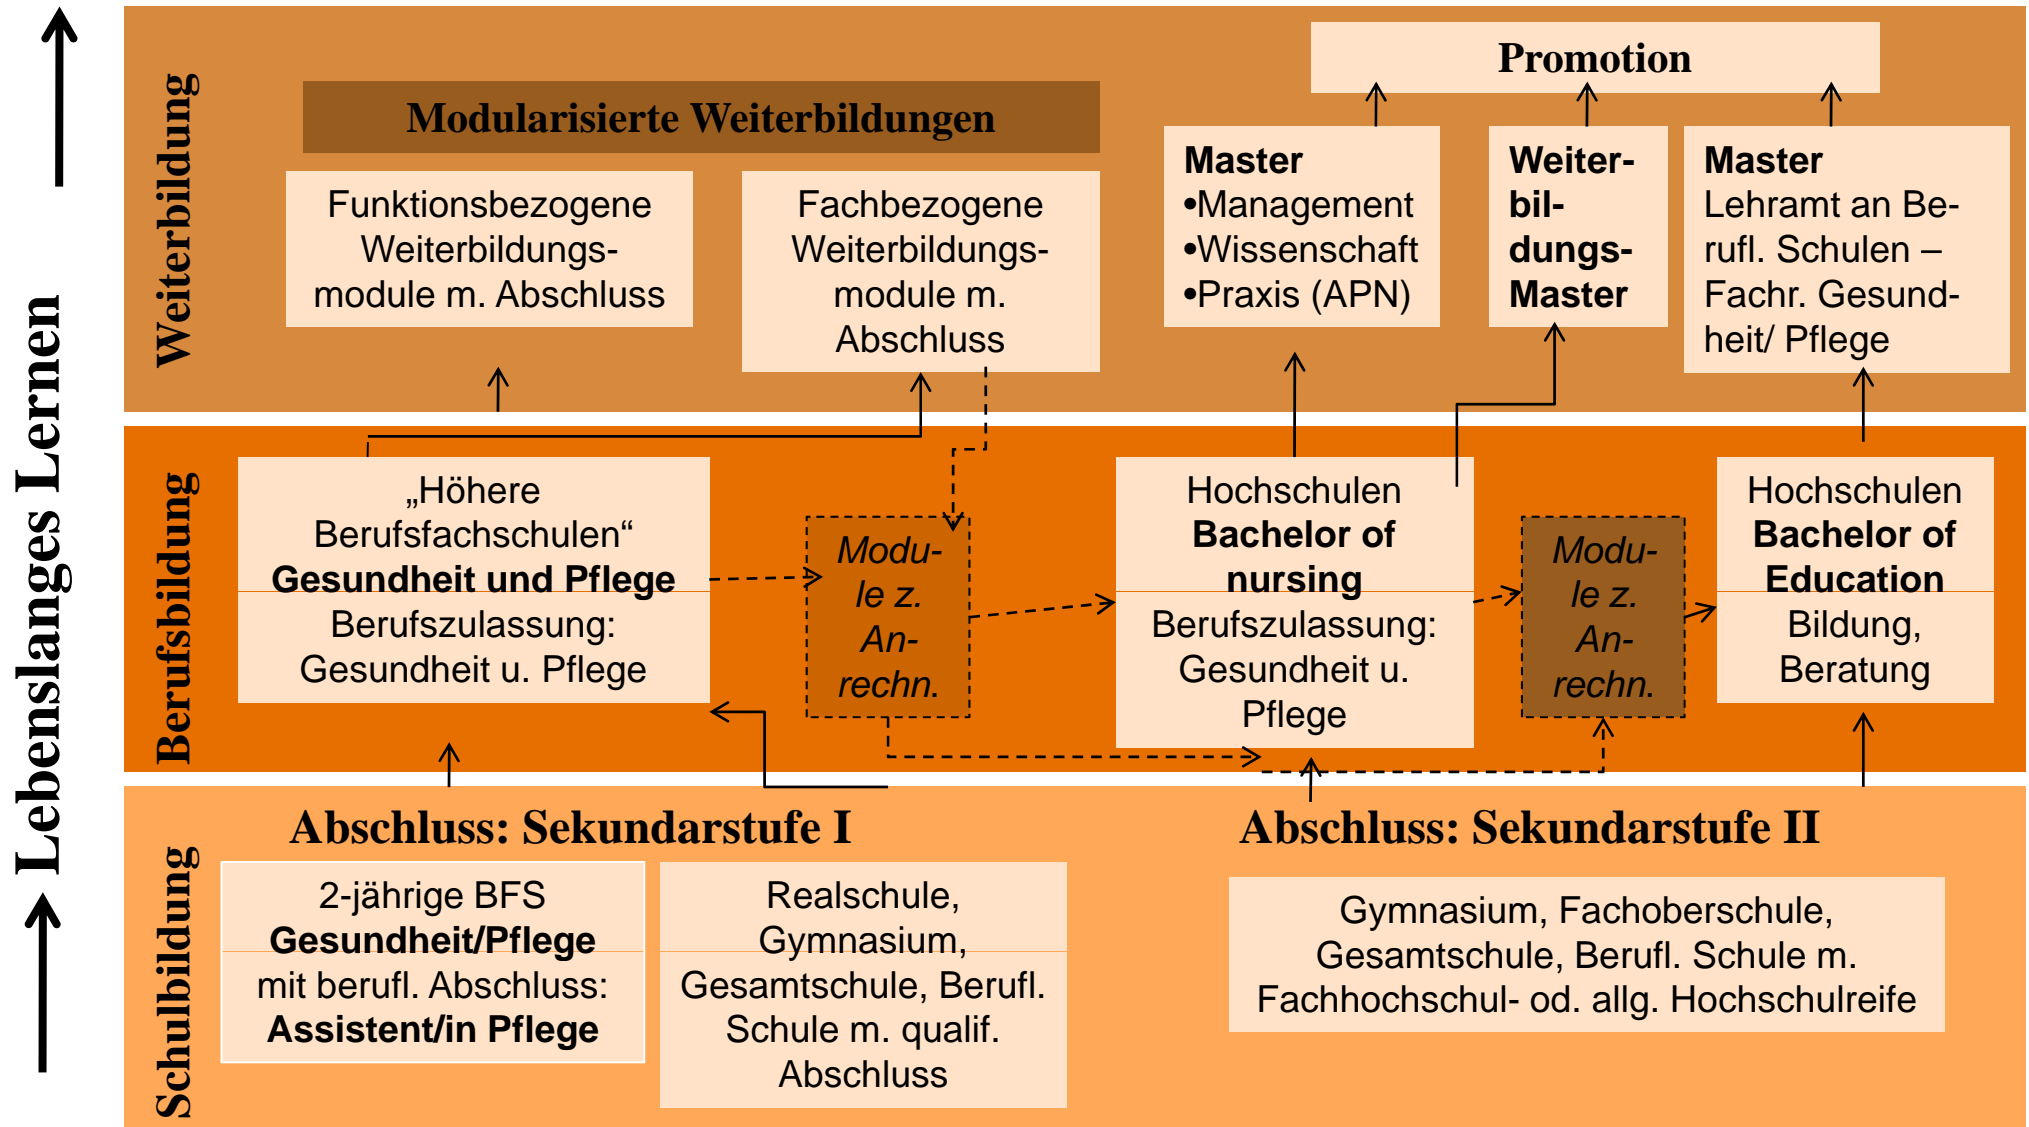 Lebenslanges Lernen
Weiterbildung
Promotion
Modularisierte Weiterbildungen
Funktionsbezogene
Weiterbildungs-
module m. Abschluss
Fachbezogene
Weiterbildungs-
module m.
Abschluss
Master
•Management
•Wissenschaft
•Praxis (APN)
Weiter-
bil-
dungs-
Master
Master
Lehramt an Be-
rufl. Schulen –
Fachr. Gesund-
heit/ Pflege
Berufsbildung
„Höhere
Berufsfachschulen“
Gesundheit und Pflege
Berufszulassung:
Gesundheit u. Pflege
Modu-
le z.
An-
rechn.
Hochschulen
Bachelor of
nursing
Berufszulassung:
Gesundheit u.
Pflege
Modu-
le z.
An-
rechn.
Hochschulen
Bachelor of
Education
Bildung,
Beratung
Schulbildung
Abschluss: Sekundarstufe I
2-jährige BFS
Gesundheit/Pflege
mit berufl. Abschluss:
Assistent/in Pflege
Realschule,
Gymnasium,
Gesamtschule, Berufl.
Schule m. qualif.
Abschluss
Abschluss: Sekundarstufe II
Gymnasium, Fachoberschule,
Gesamtschule, Berufl. Schule m.
Fachhochschul- od. allg. Hochschulreife